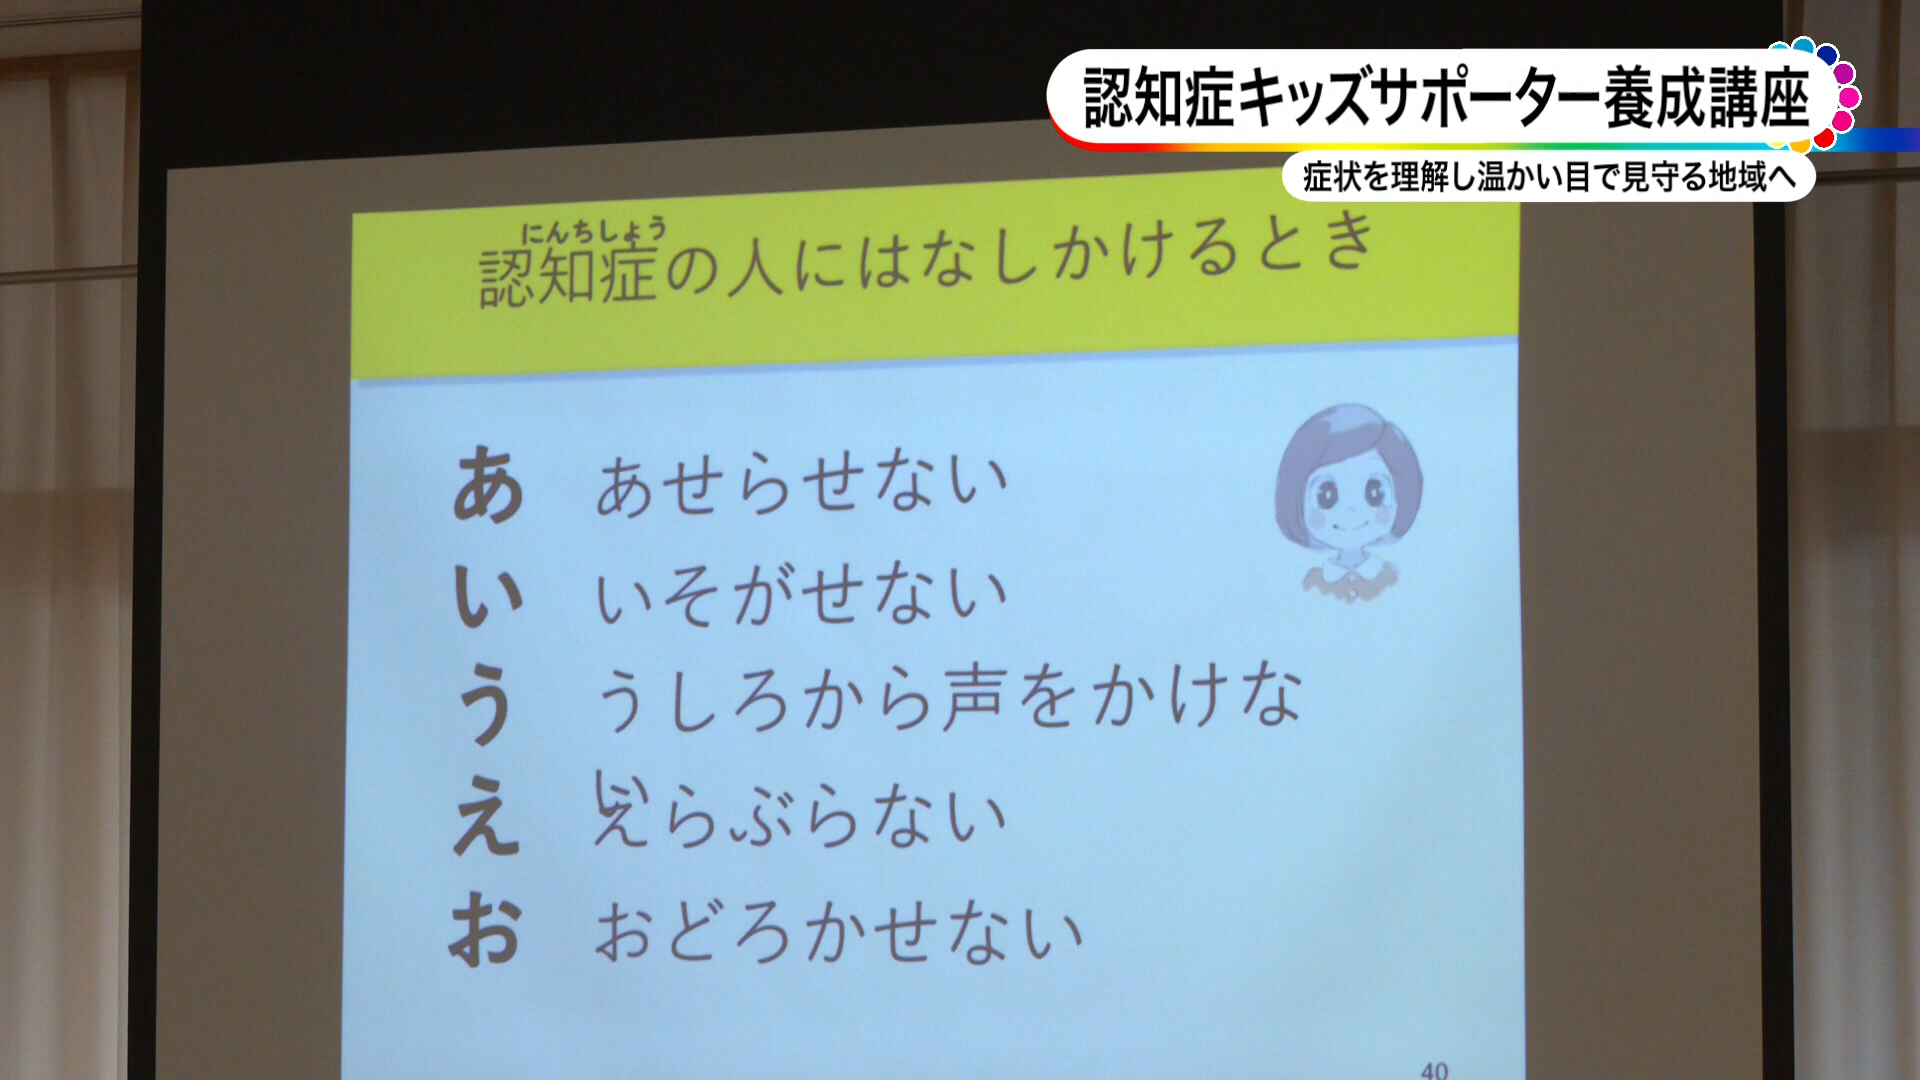 認知症キッズサポーター養成講座
症状を理解し温かい目で見守る地域へ
にんちしょう
認知症の人にはなしかけるとき
あ あせらせない
い いそがせない
う うしろから声をかけな
い
え えらぶらない
お おどろかせない
40